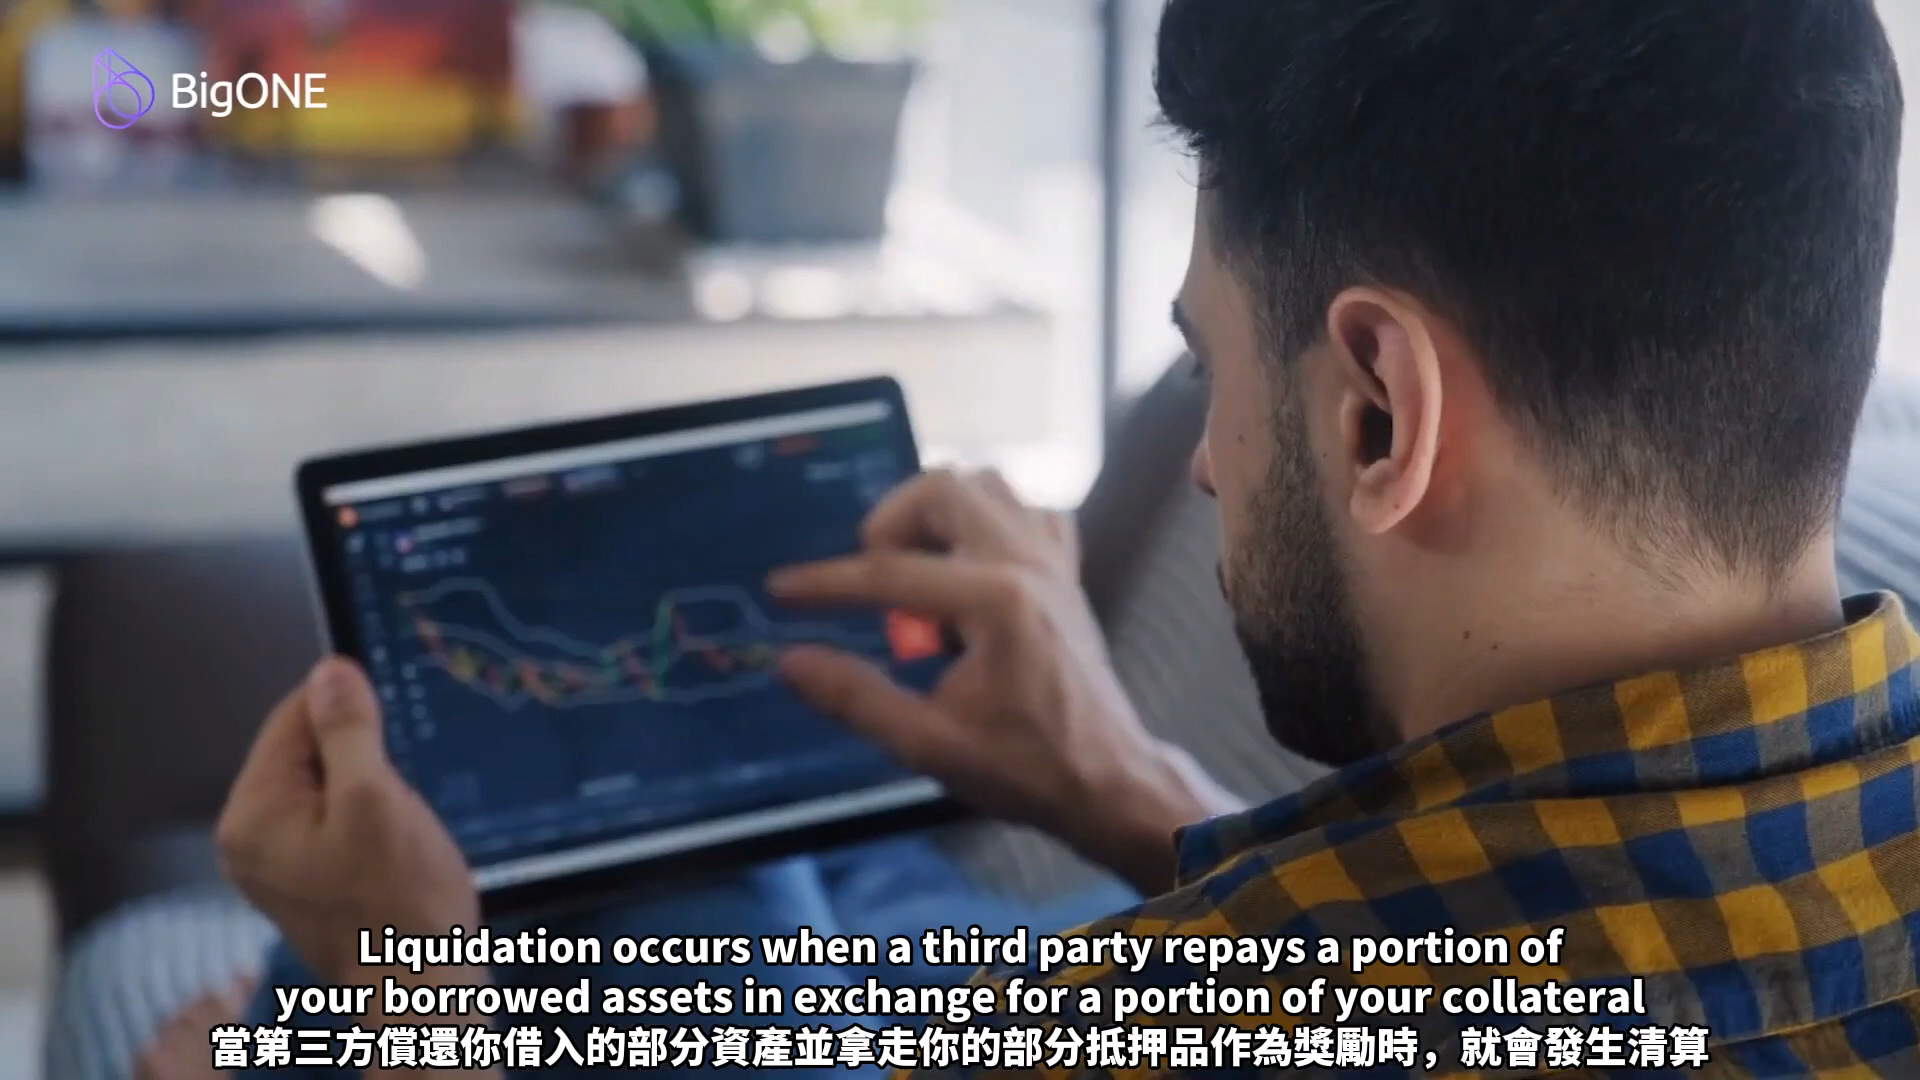 BigONE
Liquidation occurs when a third party repays a portion of
your borrowed assets in exchange for a portion of your collateral
當第三方償還你借入的部分資產並拿走你的部分抵押品作為獎勵時，就會發生清算